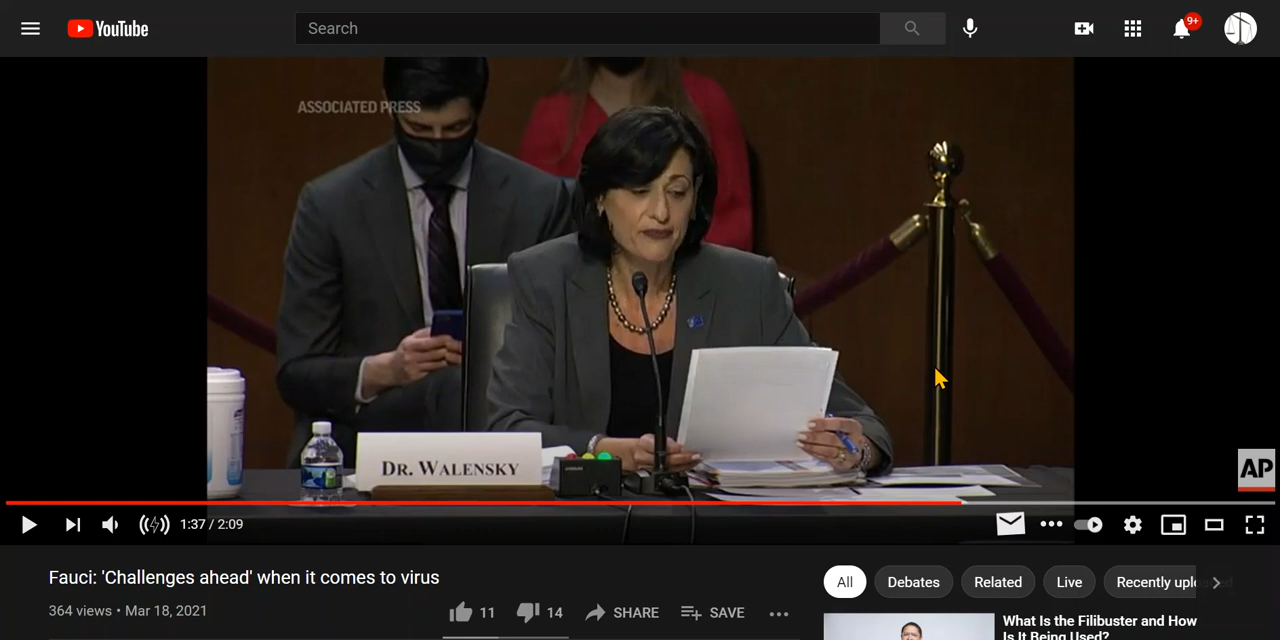 YouTube
Search
9+
ASSOCIATED PRESS
DR. WALENSKY
AP
1:37 / 2:09
Fauci: 'Challenges ahead' when it comes to virus
364 views • Mar 18, 2021
11
14
SHARE
SAVE
All
Debates
Related
Live
Recently uplo
What Is the Filibuster and How
Is It Being Used?